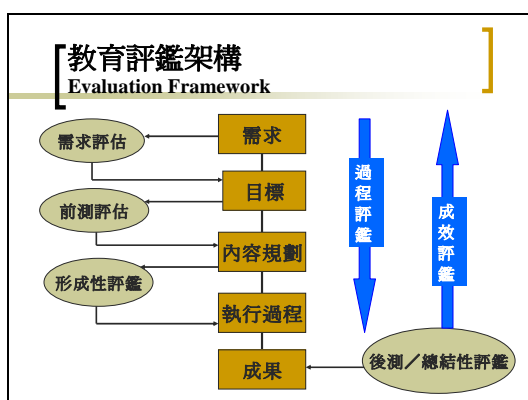 教育評鑑架構
Evaluation Framework
需求
需求評估
目標
前測評估
內容規劃
形成性評鑑
執行過程
成果
過程評鑑
成效評鑑
後測／總結性評鑑